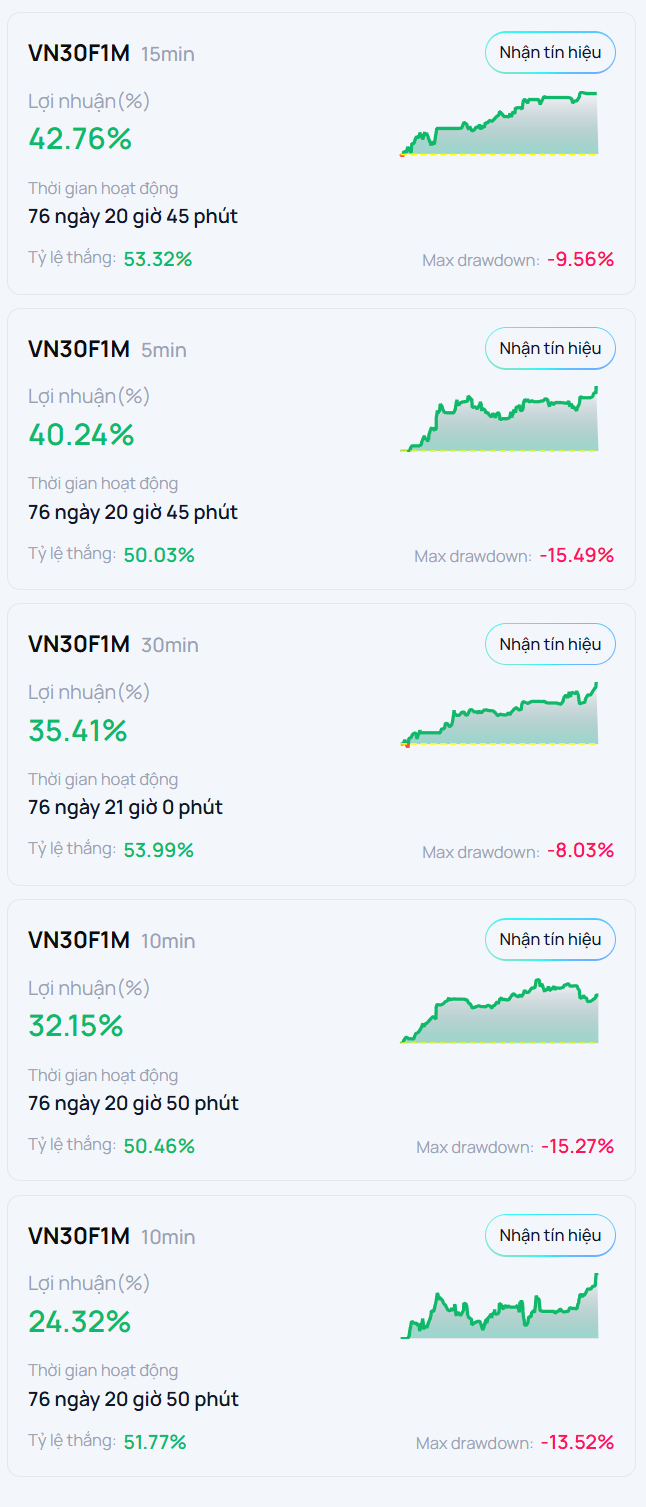 VN30F1M 15min Nhận tín hiệu
Lợi nhuận(%)
42.76%
Thời gian hoạt động
76 ngày 20 giờ 45 phút
Tỷ lệ thắng: 53.32% Max drawdown: -9.56%
VN30F1M 5min Nhận tín hiệu
Lợi nhuận(%)
40.24%
Thời gian hoạt động
76 ngày 20 giờ 45 phút
Tỷ lệ thắng: 50.03% Max drawdown: -15.49%
VN30F1M 30min Nhận tín hiệu
Lợi nhuận(%)
35.41%
Thời gian hoạt động
76 ngày 21 giờ 0 phút
Tỷ lệ thắng: 53.99% Max drawdown: -8.03%
VN30F1M 10min Nhận tín hiệu
Lợi nhuận(%)
32.15%
Thời gian hoạt động
76 ngày 20 giờ 50 phút
Tỷ lệ thắng: 50.46% Max drawdown: -15.27%
VN30F1M 10min Nhận tín hiệu
Lợi nhuận(%)
24.32%
Thời gian hoạt động
76 ngày 20 giờ 50 phút
Tỷ lệ thắng: 51.77% Max drawdown: -13.52%